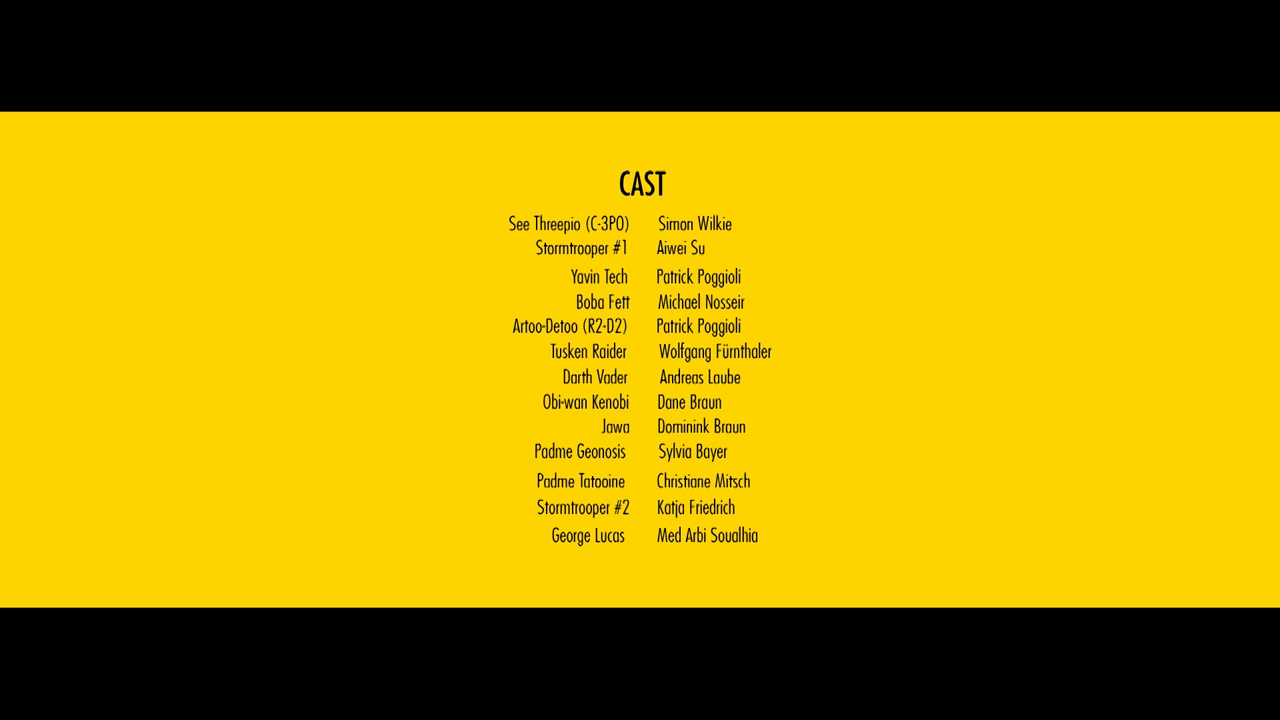 CAST
See Threepio (C-3PO) Simon Wilkie
Stormtrooper #1 Aiwei Su
Yavin Tech Patrick Poggioli
Boba Fett Michael Nosseir
Artoo-Detoo (R2-D2) Patrick Poggioli
Tusken Raider Wolfgang Fürnthaler
Darth Vader Andreas Laube
Obi-wan Kenobi Dane Braun
Jawa Dominink Braun
Padme Geonosis Sylvia Bayer
Padme Tatooine Christiane Mitsch
Stormtrooper #2 Katja Friedrich
George Lucas Med Arbi Soualhia